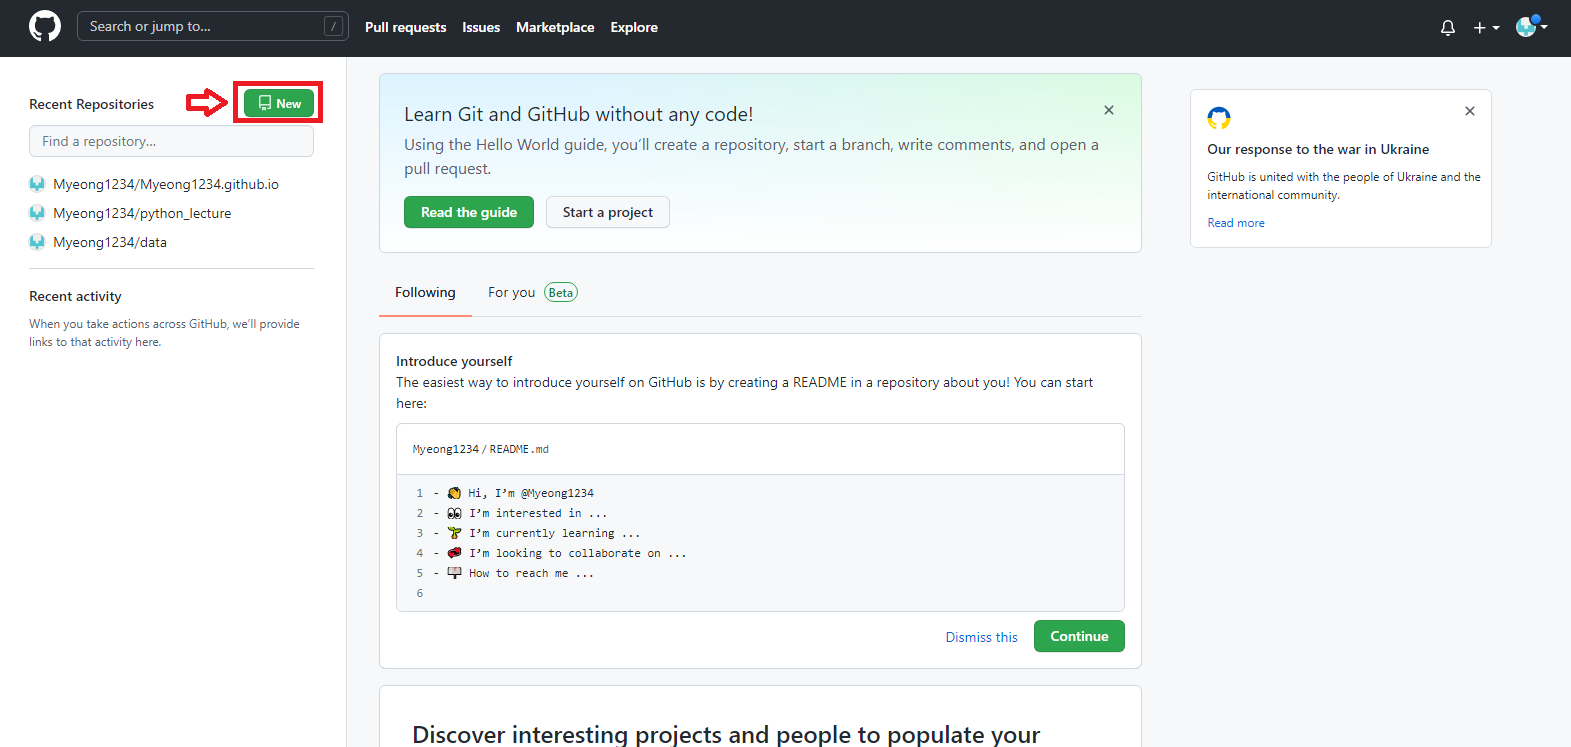 Search or jump to...
/
Pull requests
Issues
Marketplace
Explore
Recent Repositories
New
Find a repository...
Myeong1234/Myeong1234.github.io
Myeong1234/python_lecture
Myeong1234/data
Recent activity
When you take actions across GitHub, we'll provide
links to that activity here.
Learn Git and GitHub without any code!
Using the Hello World guide, you'll create a repository, start a branch, write comments, and open a
pull request.
Read the guide
Start a project
Following
For you
Beta
Introduce yourself
The easiest way to introduce yourself on GitHub is by creating a README in a repository about you! You can start
here:
Myeong1234 / README.md
1 - 👋 Hi, I'm @Myeong1234
2 - 👀 I'm interested in ...
3 - 🌱 I'm currently learning ...
4 - 💞️ I'm looking to collaborate on ...
5 - 📫 How to reach me ...
6
Dismiss this
Continue
Discover interesting projects and people to populate your
Our response to the war in Ukraine
GitHub is united with the people of Ukraine and the
international community.
Read more